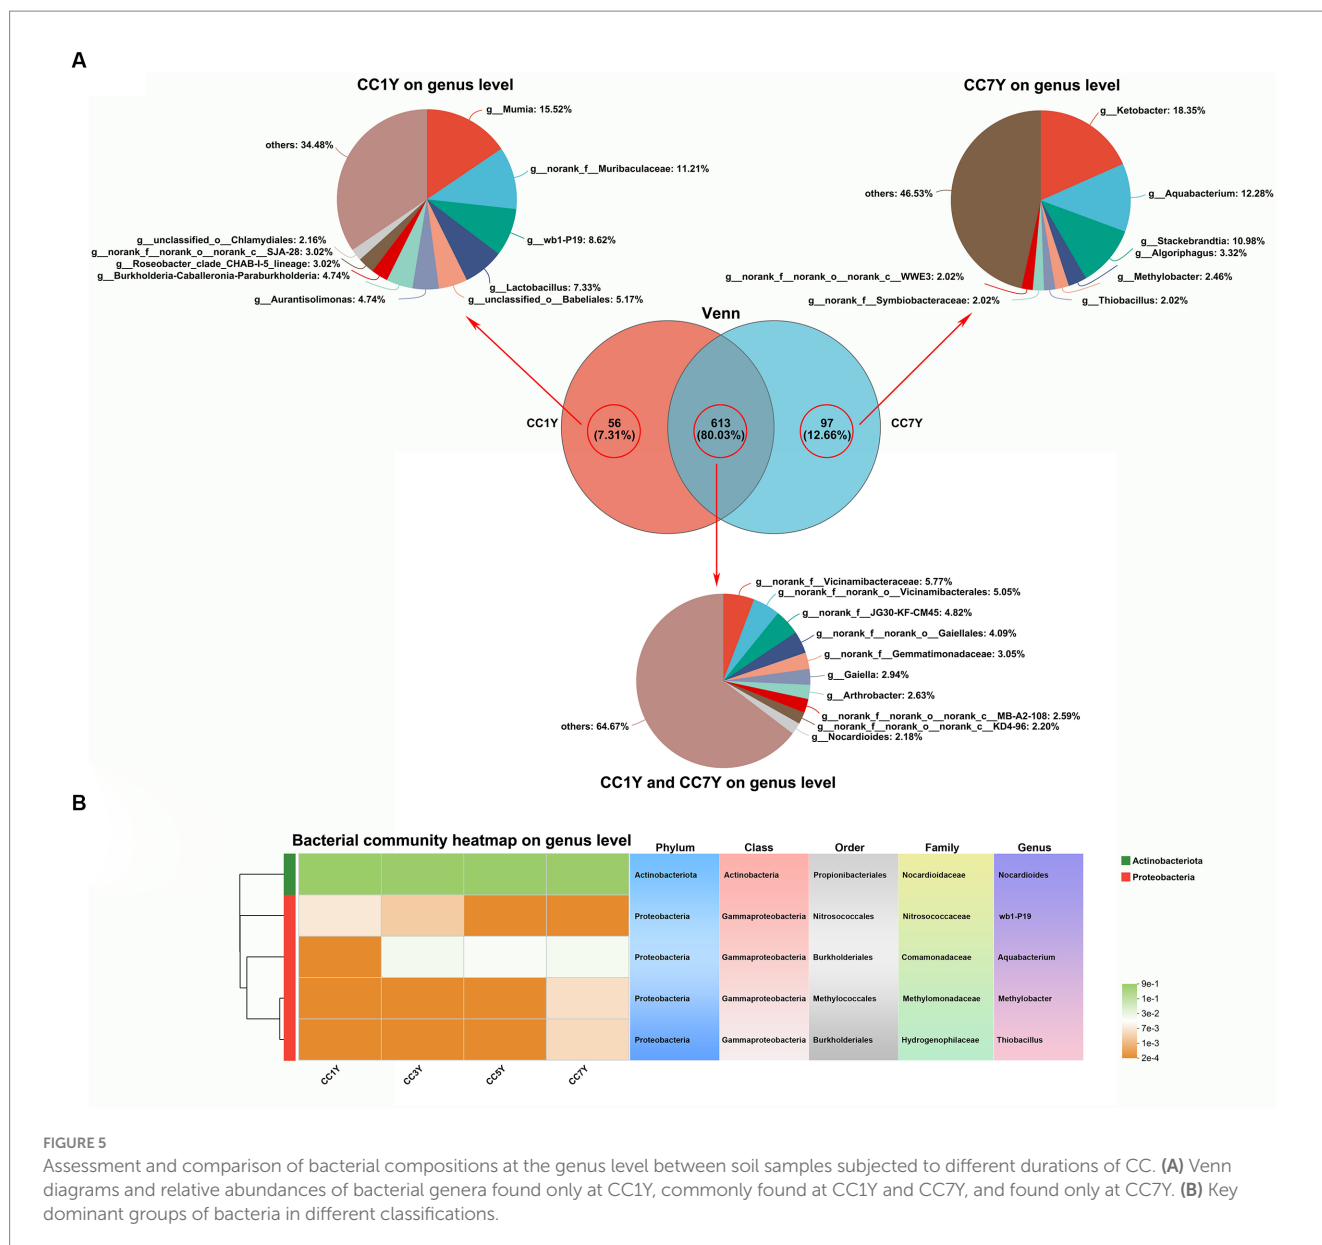 A
CC1Y on genus level
g__Mumia: 15.52%
g__norank_f__Muribaculaceae: 11.21%
g__wb1-P19: 8.62%
g__Lactobacillus: 7.33%
g__unclassified_o__Babeliales: 5.17%
g__Aurantisolimonas: 4.74%
g__Burkholderia-Caballeronia-Paraburkholderia: 4.74%
g__Roseobacter_clade_CHAB-I-5_lineage: 3.02%
g__norank_f__norank_o__norank_c__SJA-28: 3.02%
g__unclassified_o__Chlamydiales: 2.16%
others: 34.48%
CC7Y on genus level
g__Ketobacter: 18.35%
g__Aquabacterium: 12.28%
g__Stackebrandtia: 10.98%
g__Algoriphagus: 3.32%
g__Methylobacter: 2.46%
g__Thiobacillus: 2.02%
g__norank_f__Symbiobacteraceae: 2.02%
g__norank_f__norank_o__norank_c__WWE3: 2.02%
others: 46.53%
Venn
CC1Y
56
(7.31%)
613
(80.03%)
97
(12.66%)
CC7Y
g__norank_f__Vicinamibacteraceae: 5.77%
g__norank_f__norank_o__Vicinamibacterales: 5.05%
g__norank_f__JG30-KF-CM45: 4.82%
g__norank_f__norank_o__Gaiellales: 4.09%
g__norank_f__Gemmatimonadaceae: 3.05%
g__Gaiella: 2.94%
g__Arthrobacter: 2.63%
g__norank_f__norank_o__norank_c__MB-A2-108: 2.59%
g__norank_f__norank_o__norank_c__KD4-96: 2.20%
g__Nocardioides: 2.18%
others: 64.67%
CC1Y and CC7Y on genus level
B
Bacterial community heatmap on genus level
Phylum Class Order Family Genus
Actinobacteriota Actinobacteria Propionibacteriales Nocardioidaceae Nocardioides
Proteobacteria Gammaproteobacteria Nitrosococcales Nitrosococcaceae wb1-P19
Proteobacteria Gammaproteobacteria Burkholderiales Comamonadaceae Aquabacterium
Proteobacteria Gammaproteobacteria Methylococcales Methylomonadaceae Methylobacter
Proteobacteria Gammaproteobacteria Burkholderiales Hydrogenophilaceae Thiobacillus
CC1Y CC3Y CC5Y CC7Y
Actinobacteriota
Proteobacteria
9e-1
1e-1
3e-2
7e-3
1e-3
2e-4
FIGURE 5
Assessment and comparison of bacterial compositions at the genus level between soil samples subjected to different durations of CC. (A) Venn
diagrams and relative abundances of bacterial genera found only at CC1Y, commonly found at CC1Y and CC7Y, and found only at CC7Y. (B) Key
dominant groups of bacteria in different classifications.